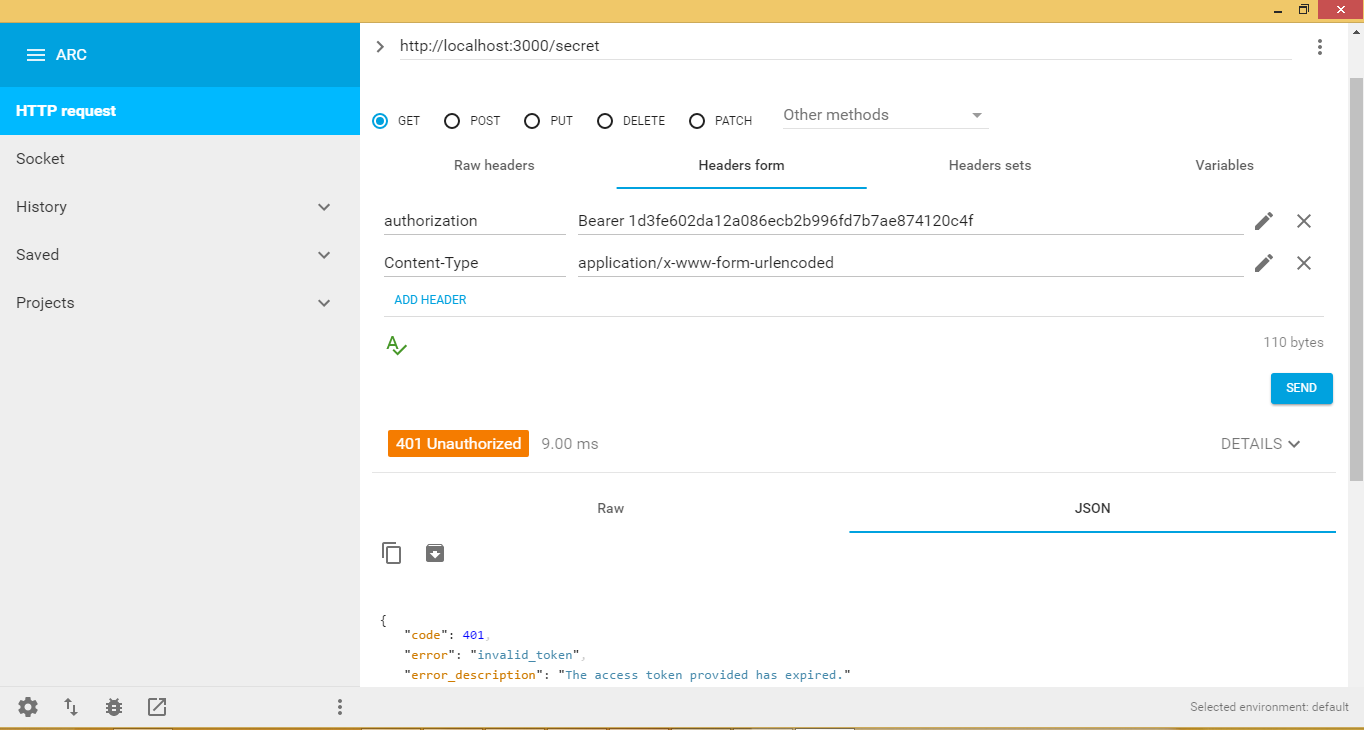 ARC
http://localhost:3000/secret
HTTP request
Socket
History
Saved
Projects
GET POST PUT DELETE PATCH Other methods
Raw headers Headers form Headers sets Variables
authorization Bearer 1d3fe602da12a086ecb2b996fd7b7ae874120c4f
Content-Type application/x-www-form-urlencoded
ADD HEADER
110 bytes
SEND
401 Unauthorized 9.00 ms DETAILS
Raw JSON
{
"code": 401,
"error": "invalid_token",
"error_description": "The access token provided has expired."
Selected environment: default